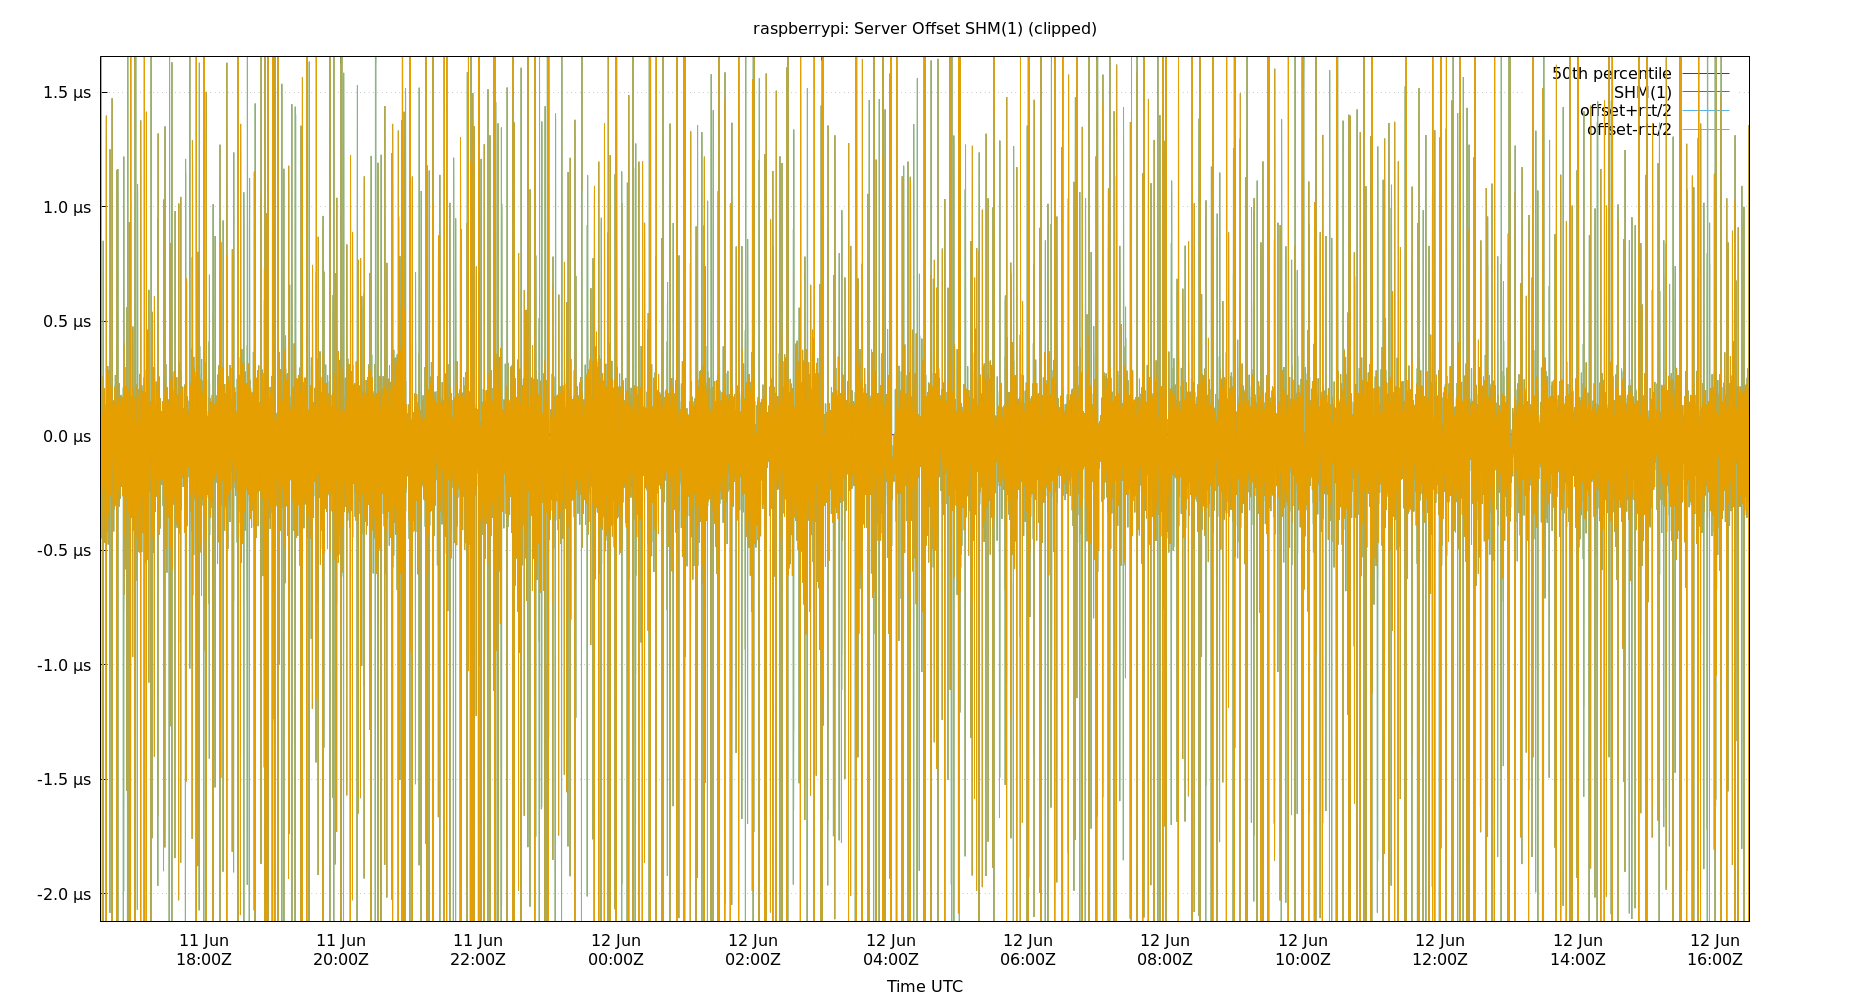 raspberrypi: Server Offset SHM(1) (clipped)
50th percentile
SHM(1)
offset+rtt/2
offset-rtt/2
1.5 µs
1.0 µs
0.5 µs
0.0 µs
-0.5 µs
-1.0 µs
-1.5 µs
-2.0 µs
11 Jun 11 Jun 11 Jun 12 Jun 12 Jun 12 Jun 12 Jun 12 Jun 12 Jun 12 Jun 12 Jun 12 Jun
18:00Z 20:00Z 22:00Z 00:00Z 02:00Z 04:00Z 06:00Z 08:00Z 10:00Z 12:00Z 14:00Z 16:00Z
Time UTC